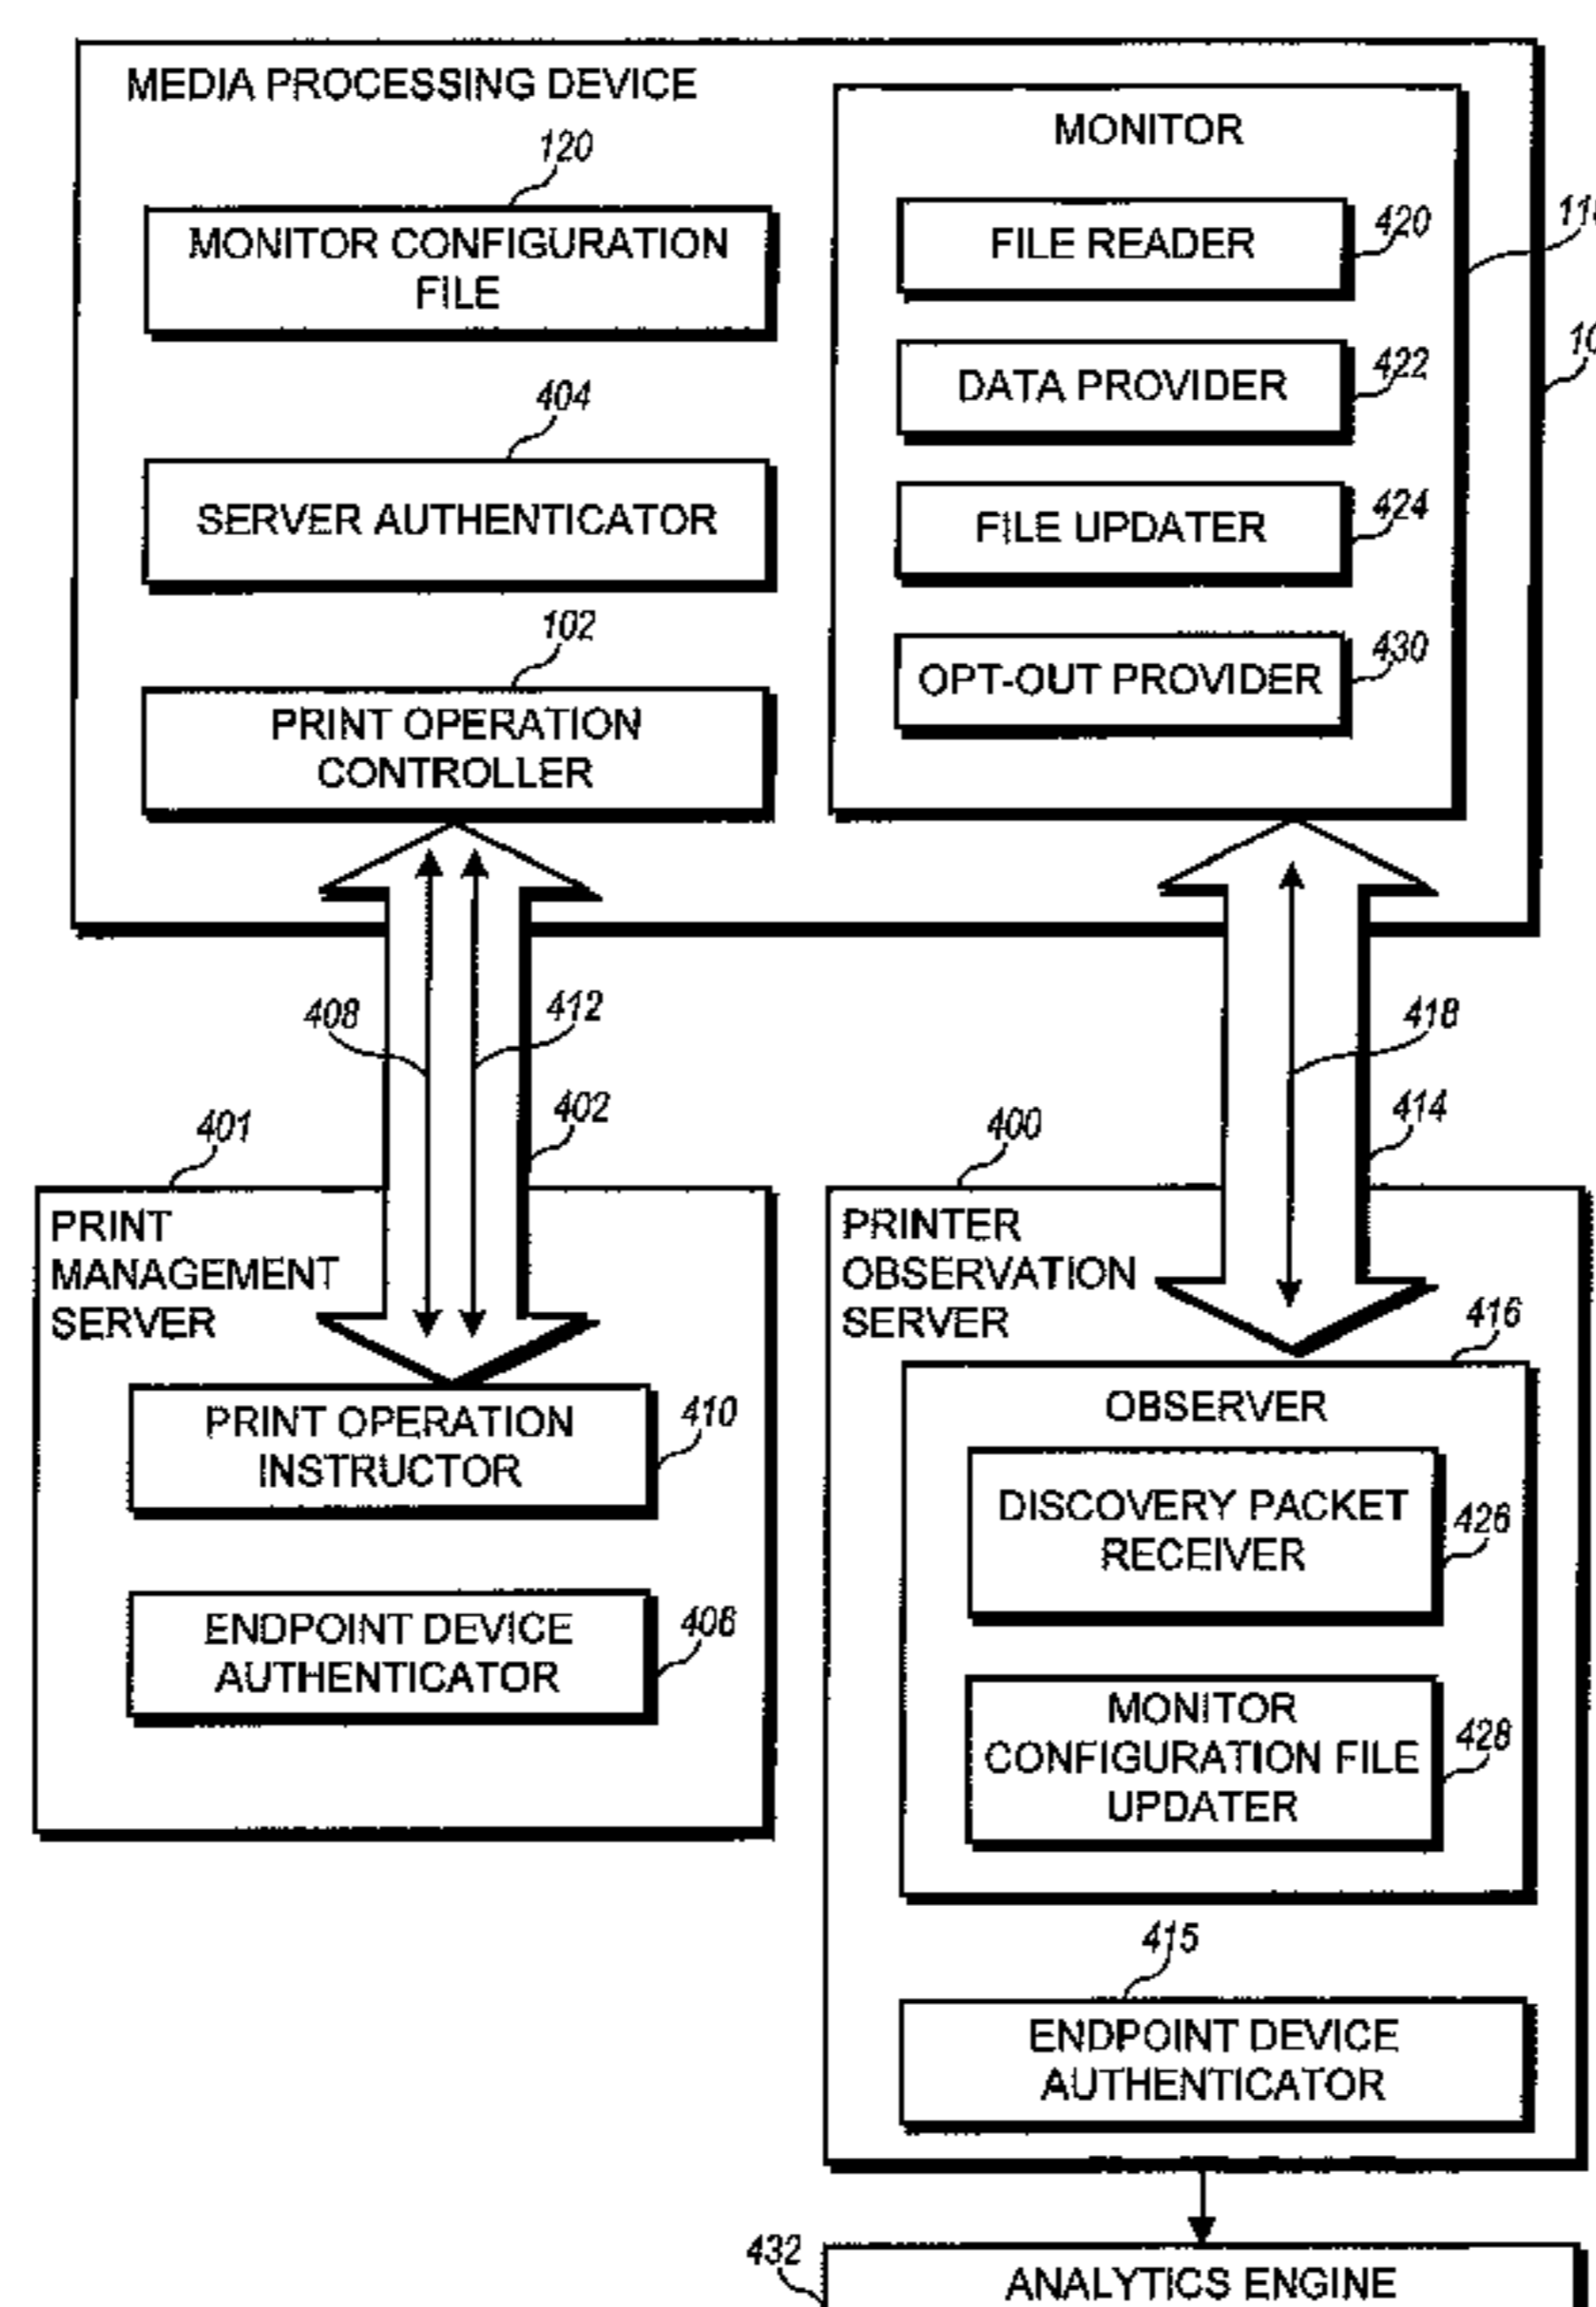 MEDIA PROCESSING DEVICE
120
MONITOR CONFIGURATION
FILE
404
SERVER AUTHENTICATOR
102
PRINT OPERATION
CONTROLLER
MONITOR
FILE READER
420
DATA PROVIDER
422
FILE UPDATER
424
OPT-OUT PROVIDER
430
408
412
402
418
414
401
PRINT
MANAGEMENT
SERVER
PRINT OPERATION
INSTRUCTOR
410
ENDPOINT DEVICE
AUTHENTICATOR
406
400
PRINTER
OBSERVATION
SERVER
416
OBSERVER
DISCOVERY PACKET
RECEIVER
426
MONITOR
CONFIGURATION FILE
UPDATER
428
415
ENDPOINT DEVICE
AUTHENTICATOR
432
ANALYTICS ENGINE